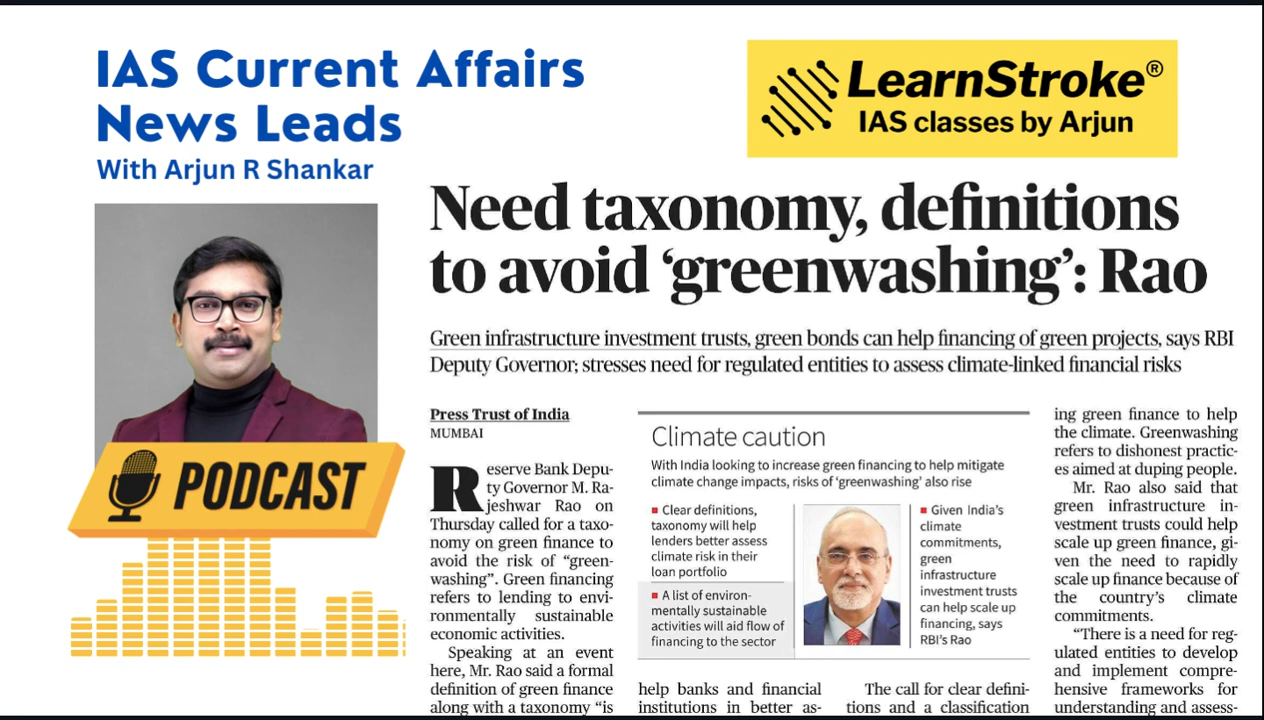 IAS Current Affairs
News Leads
With Arjun R Shankar
LearnStroke®
IAS classes by Arjun
PODCAST
Need taxonomy, definitions
to avoid ‘greenwashing’: Rao
Green infrastructure investment trusts, green bonds can help financing of green projects, says RBI
Deputy Governor; stresses need for regulated entities to assess climate-linked financial risks
Press Trust of India
MUMBAI
Reserve Bank Depu-
ty Governor M. Ra-
jeshwar Rao on
Thursday called for a taxo-
nomy on green finance to
avoid the risk of “green-
washing”. Green financing
refers to lending to envi-
ronmentally sustainable
economic activities.
Speaking at an event
here, Mr. Rao said a formal
definition of green finance
along with a taxonomy “is
Climate caution
With India looking to increase green financing to help mitigate
climate change impacts, risks of ‘greenwashing’ also rise
■ Clear definitions,
taxonomy will help
lenders better assess
climate risk in their
loan portfolio
■ A list of environ-
mentally sustainable
activities will aid flow of
financing to the sector
■ Given India’s
climate
commitments,
green
infrastructure
investment trusts
can help scale up
financing, says
RBI’s Rao
help banks and financial
institutions in better as-
The call for clear defini-
tions and a classification
ing green finance to help
the climate. Greenwashing
refers to dishonest practic-
es aimed at duping people.
Mr. Rao also said that
green infrastructure in-
vestment trusts could help
scale up green finance, gi-
ven the need to rapidly
scale up finance because of
the country’s climate
commitments.
“There is a need for reg-
ulated entities to develop
and implement compre-
hensive frameworks for
understanding and assess-